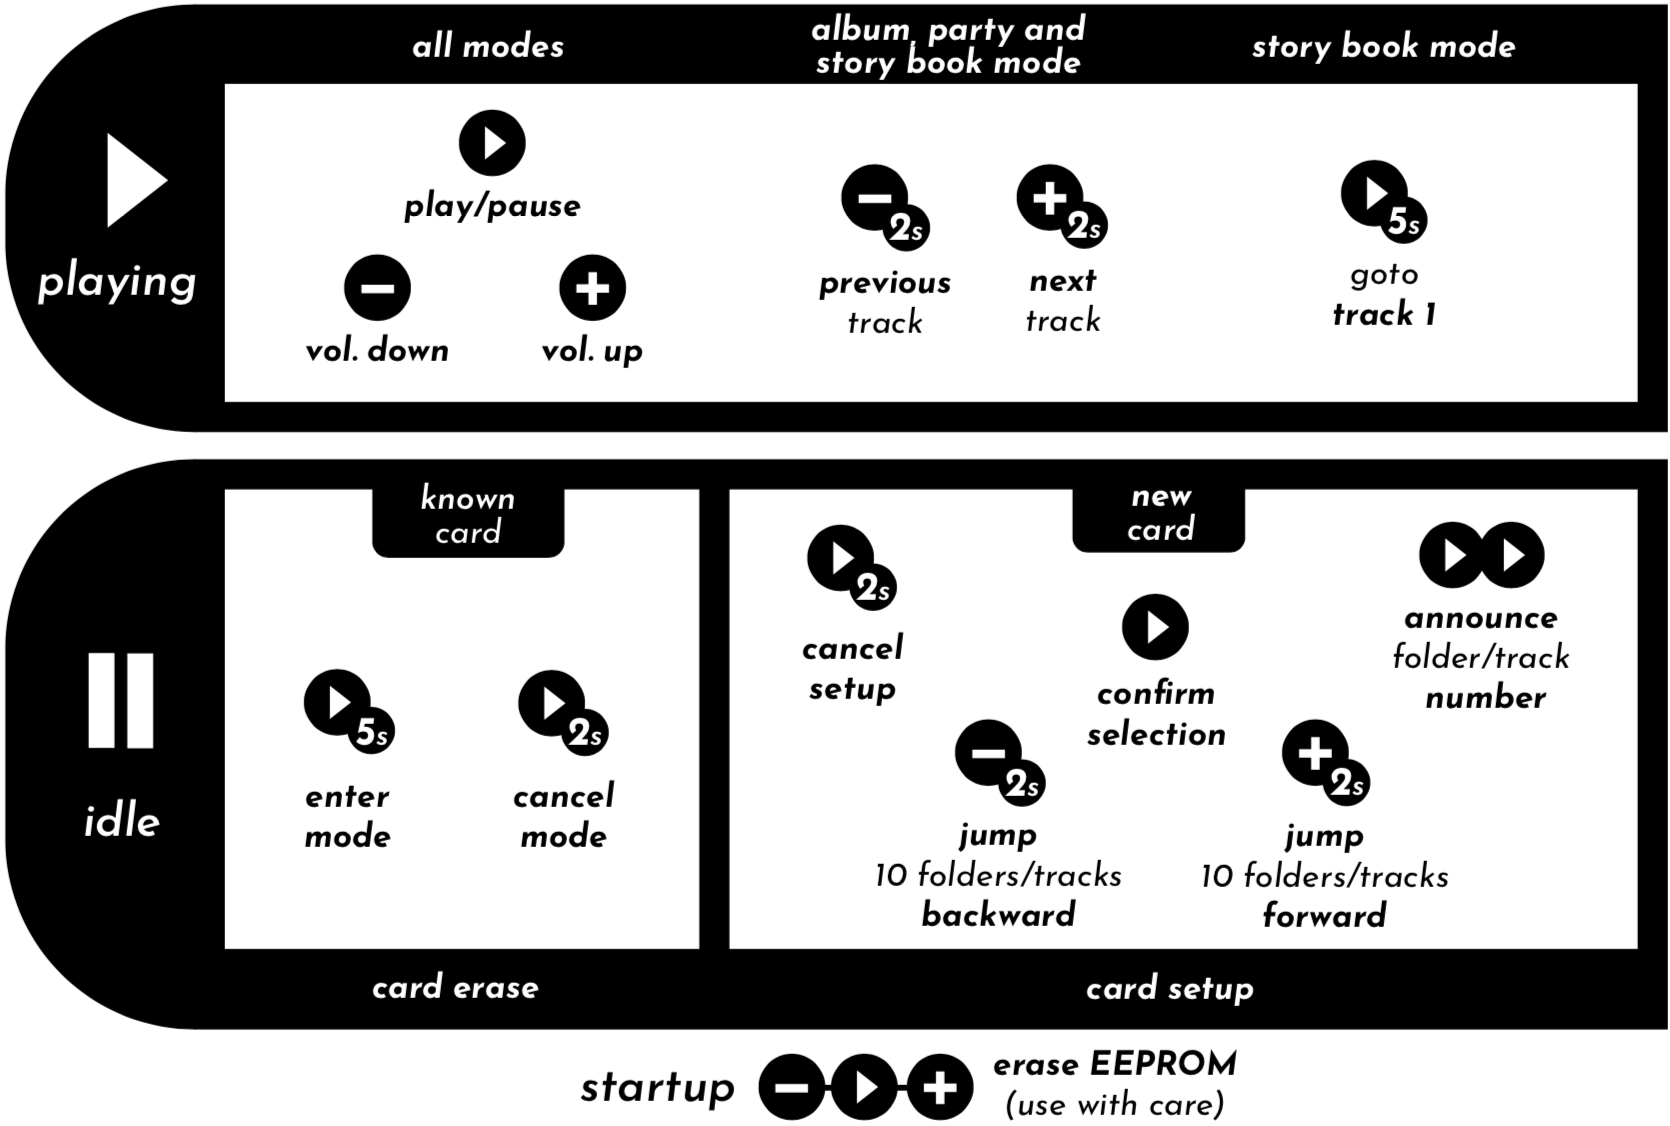 all modes
album, party and
story book mode
story book mode
playing
play/pause
vol. down
vol. up
2s
previous
track
2s
next
track
5s
goto
track 1
idle
known
card
5s
enter
mode
2s
cancel
mode
card erase
new
card
2s
cancel
setup
confirm
selection
announce
folder/track
number
2s
jump
10 folders/tracks
backward
2s
jump
10 folders/tracks
forward
card setup
startup
erase EEPROM
(use with care)